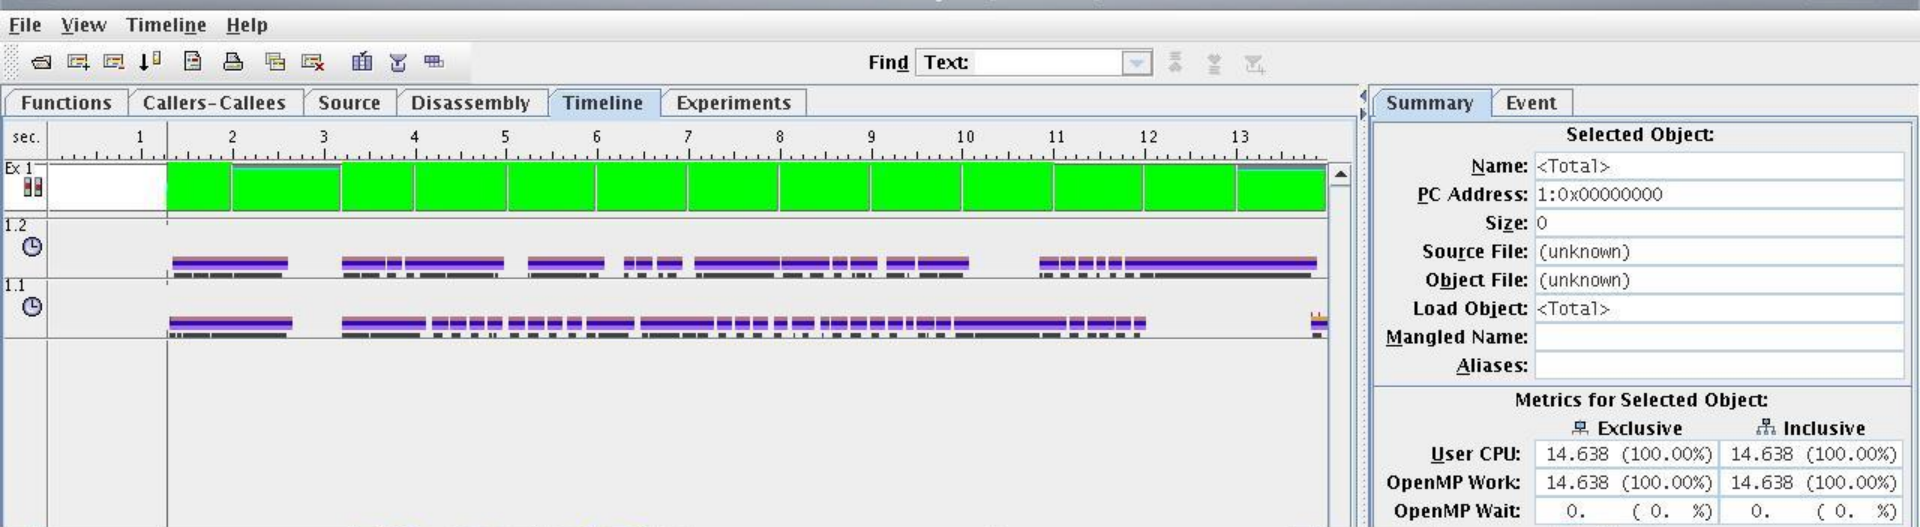 File View Timeline Help
Find Text:
Functions Callers-Callees Source Disassembly Timeline Experiments
Summary Event
sec. 1 2 3 4 5 6 7 8 9 10 11 12 13
Ex 1
1.2
1.1
Selected Object:
Name: <Total>
PC Address: 1:0x00000000
Size: 0
Source File: (unknown)
Object File: (unknown)
Load Object: <Total>
Mangled Name:
Aliases:
Metrics for Selected Object:
Exclusive Inclusive
User CPU: 14.638 (100.00%) 14.638 (100.00%)
OpenMP Work: 14.638 (100.00%) 14.638 (100.00%)
OpenMP Wait: 0. ( 0. %) 0. ( 0. %)